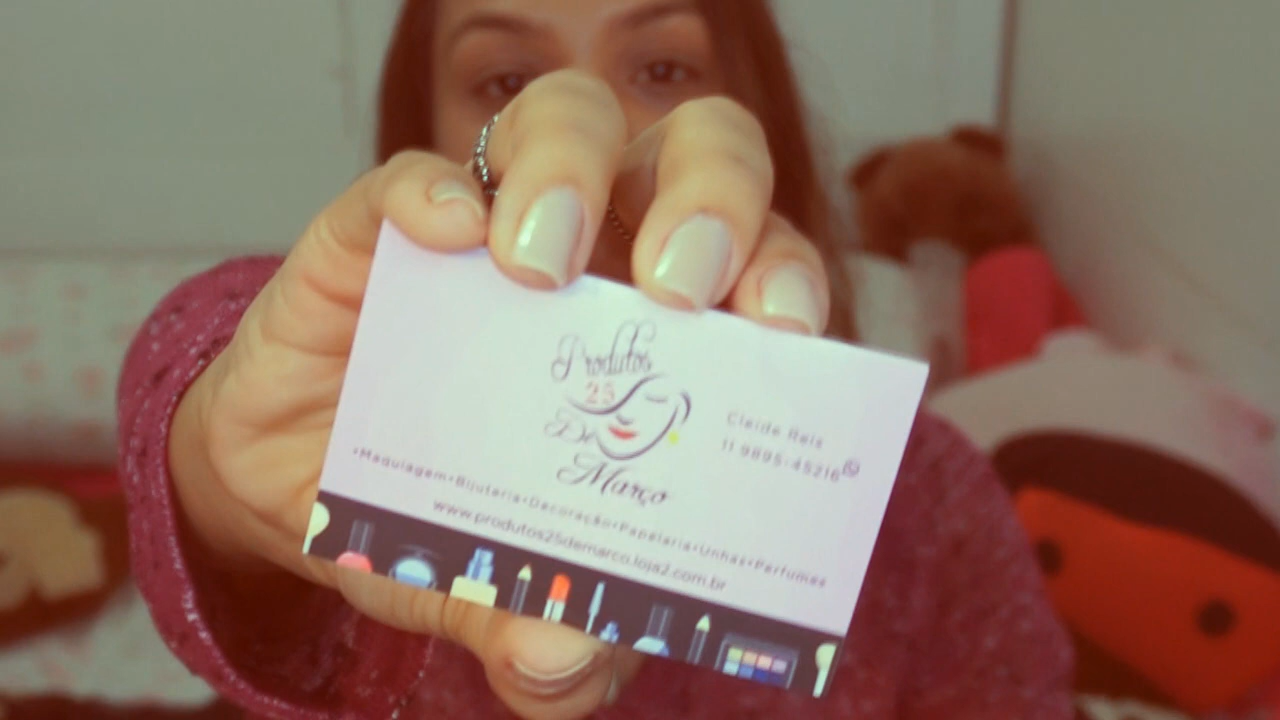 Produtos
25
De
Março
Cleide Reis
11 9895-45216
•Maquiagem•Bijuteria•Decoração•Papelaria•Unhas•Perfumes
www.produtos25demarco.loja2.com.br